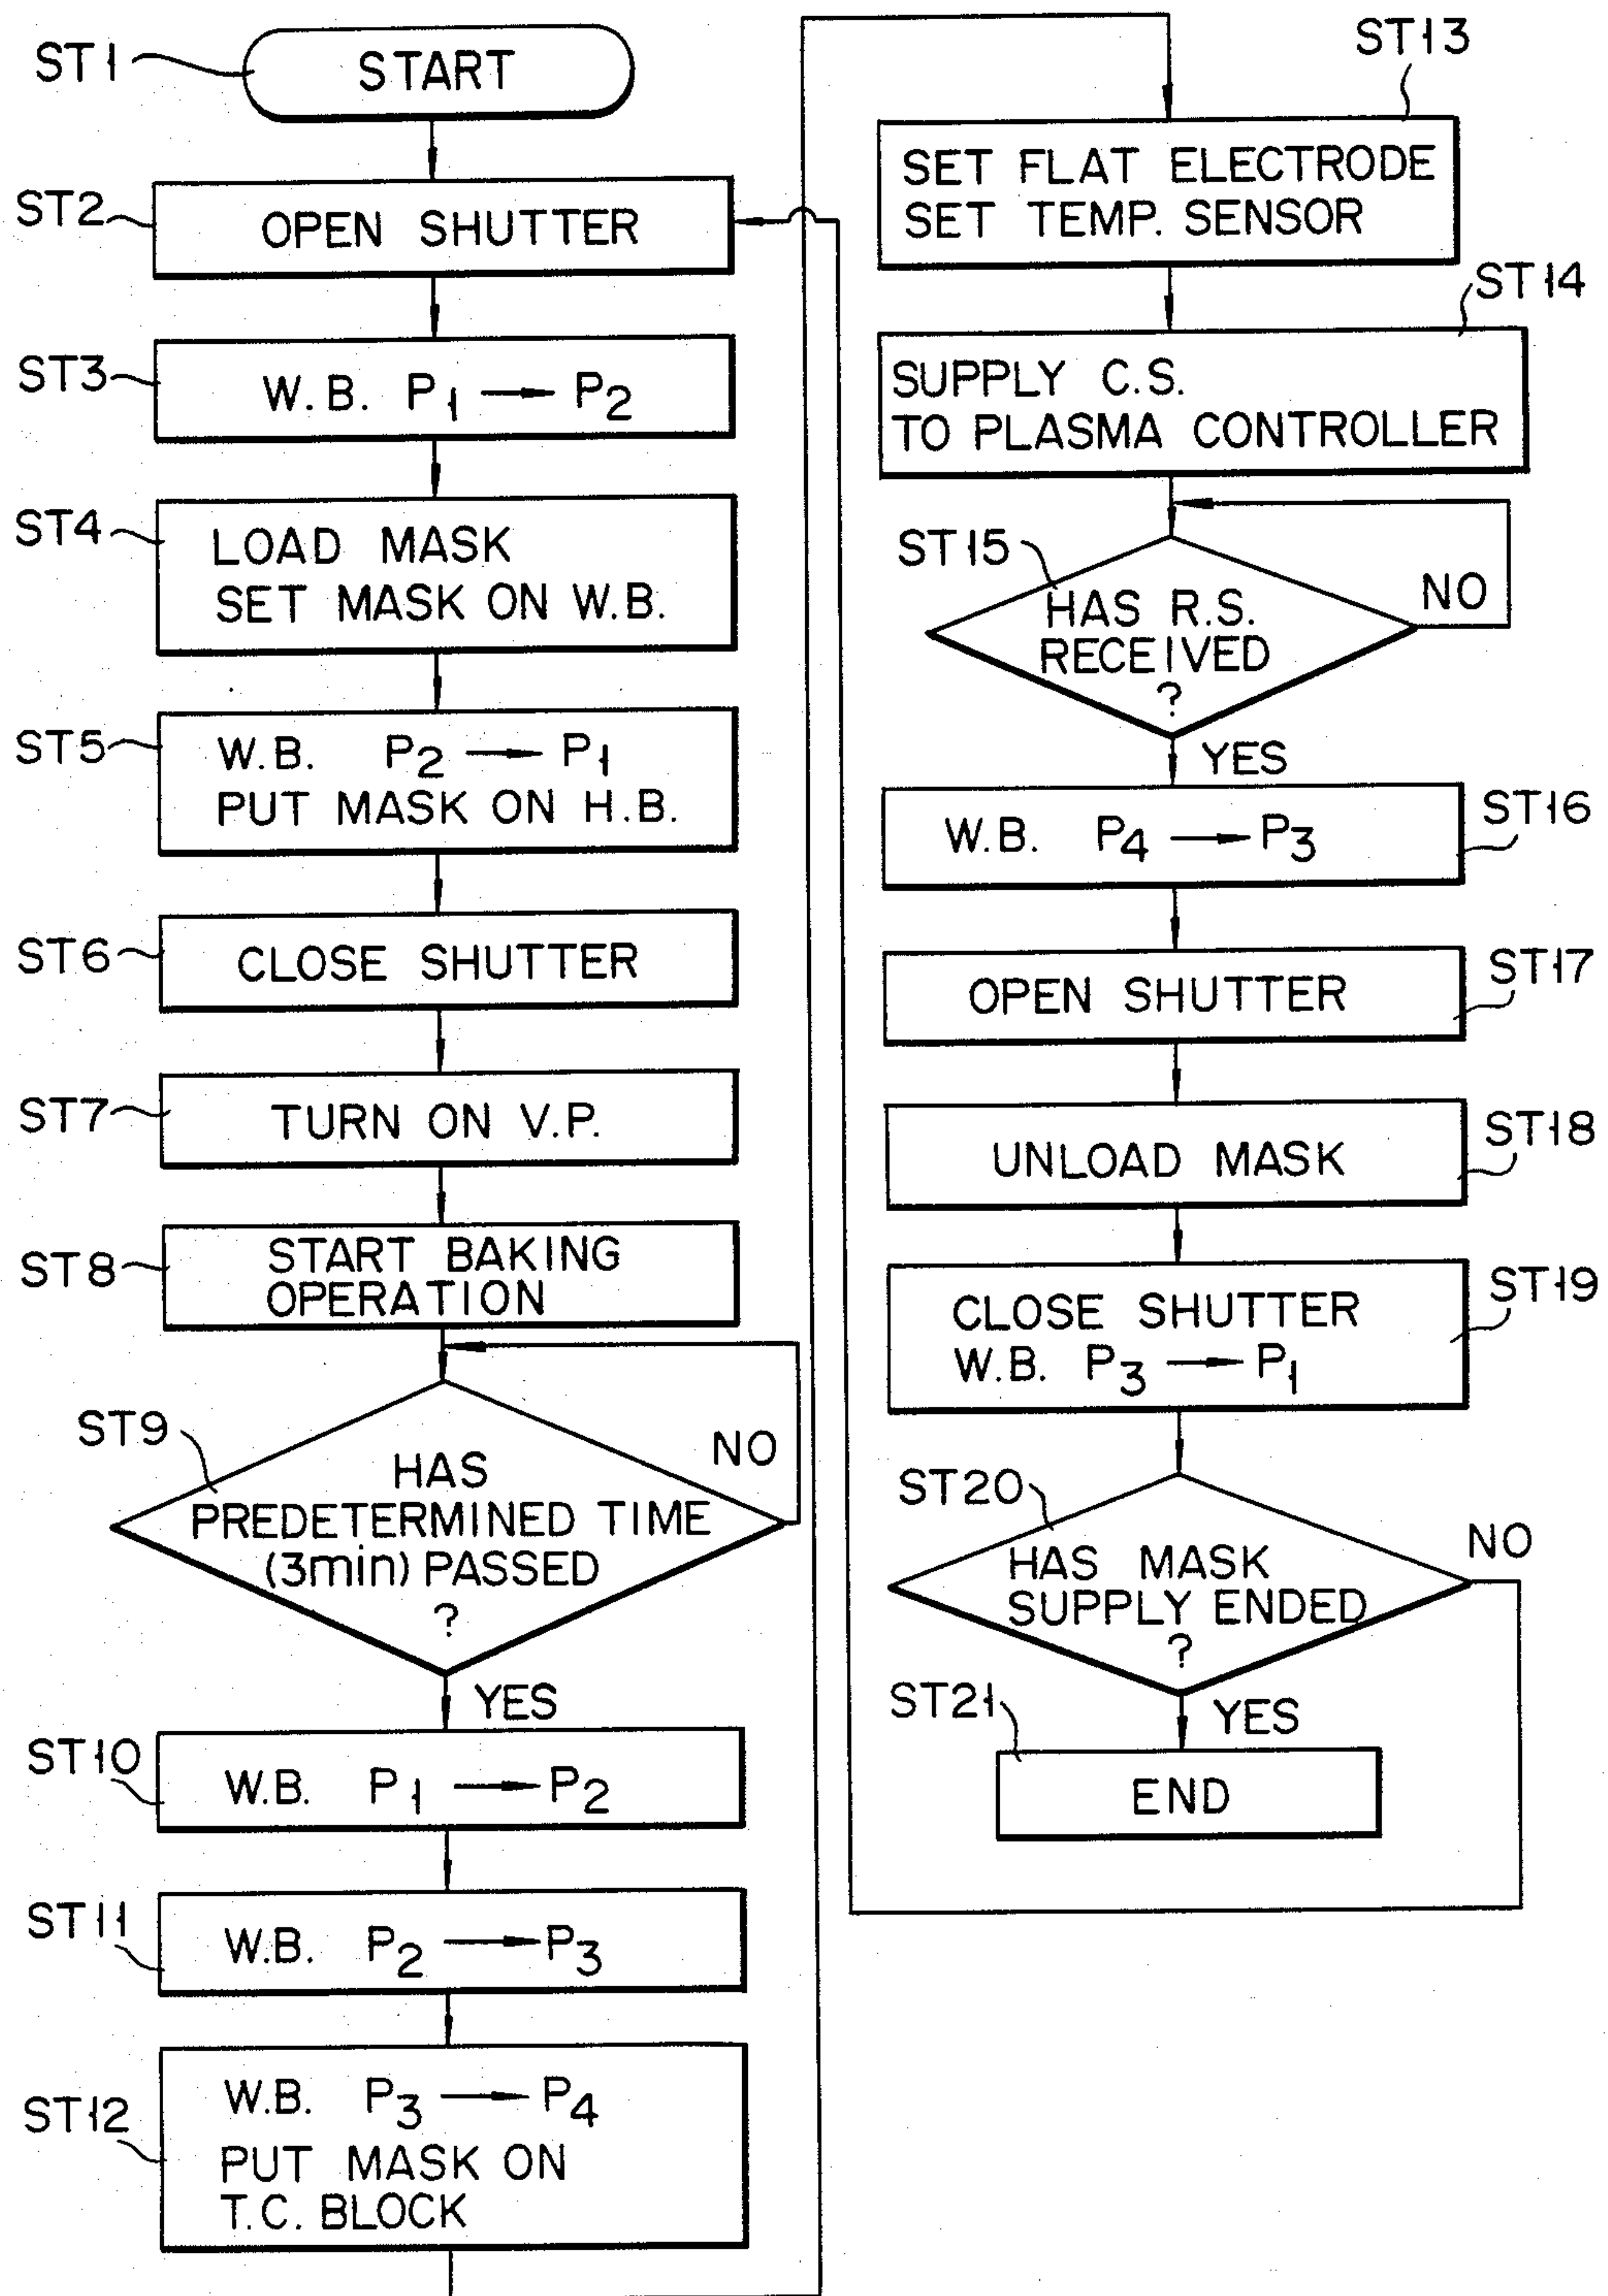 ST1
START
ST2
OPEN SHUTTER
ST3
W.B. P1 → P2
ST4
LOAD MASK
SET MASK ON W.B.
ST5
W.B. P2 → P1
PUT MASK ON H.B.
ST6
CLOSE SHUTTER
ST7
TURN ON V.P.
ST8
START BAKING
OPERATION
ST9
HAS
PREDETERMINED TIME
(3min) PASSED
?
NO
YES
ST10
W.B. P1 → P2
ST11
W.B. P2 → P3
ST12
W.B. P3 → P4
PUT MASK ON
T.C. BLOCK
ST13
SET FLAT ELECTRODE
SET TEMP. SENSOR
ST14
SUPPLY C.S.
TO PLASMA CONTROLLER
ST15
HAS R.S.
RECEIVED
?
NO
YES
ST16
W.B. P4 → P3
ST17
OPEN SHUTTER
ST18
UNLOAD MASK
ST19
CLOSE SHUTTER
W.B. P3 → P1
ST20
HAS MASK
SUPPLY ENDED
?
NO
YES
ST21
END